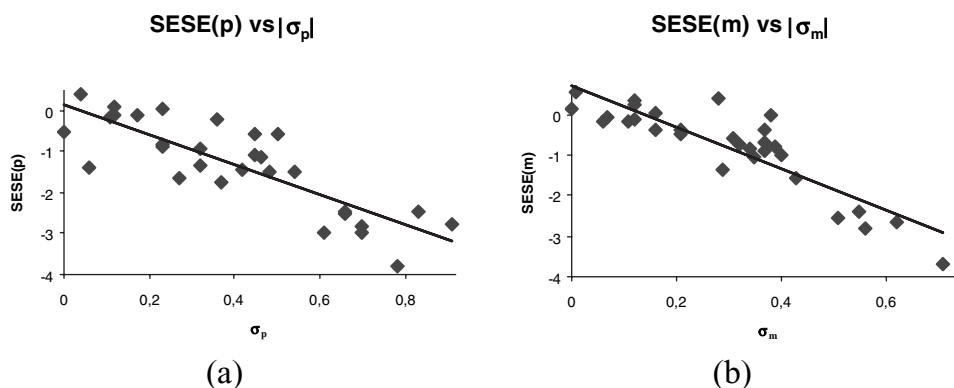 SESE(p) vs |σp|
0
-1
-2
-3
-4
SESE(p)
0 0,2 0,4 0,6 0,8
σp
(a)
SESE(m) vs |σm|
0
-1
-2
-3
-4
SESE(m)
0 0,2 0,4 0,6
σm
(b)